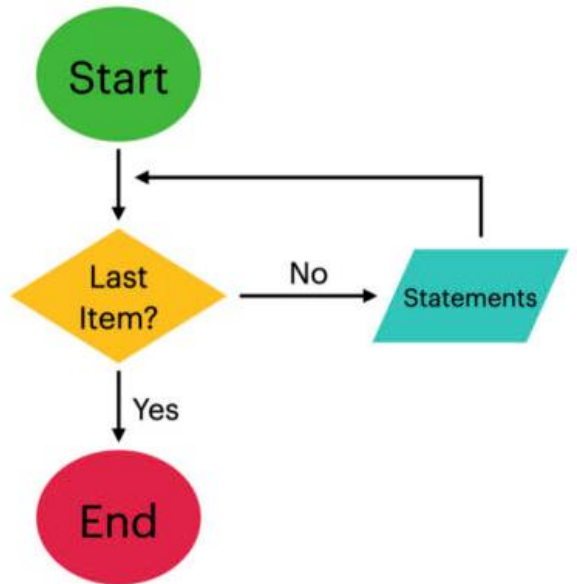 Start
Last
Item?
No
Statements
Yes
End